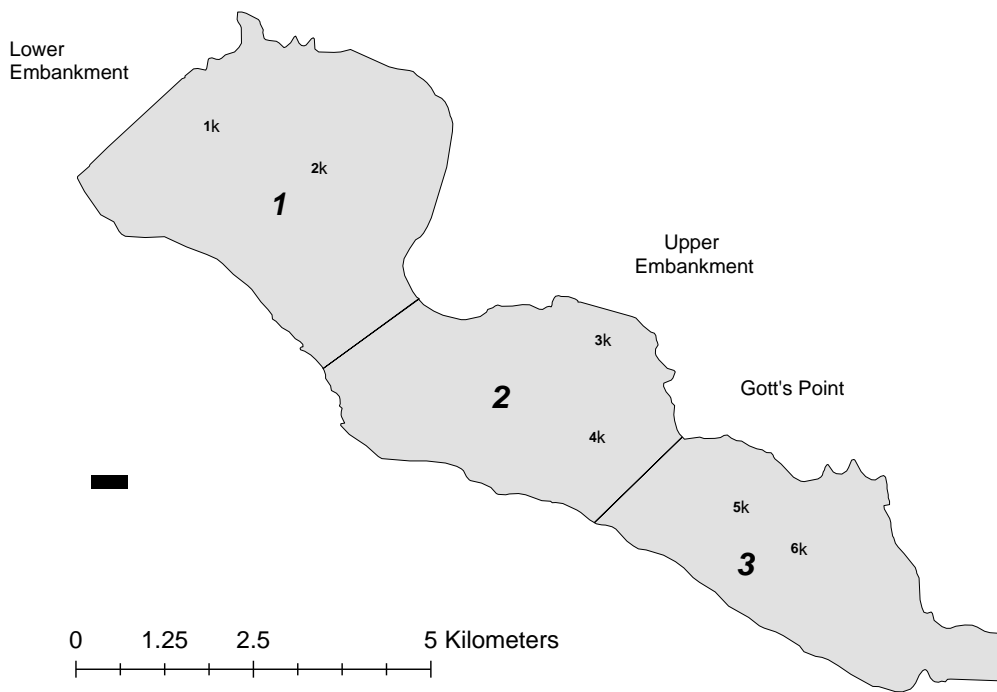 Lower
Embankment
1k
2k
1
Upper
Embankment
3k
2
Gott's Point
4k
5k
6k
3
0 1.25 2.5 5 Kilometers